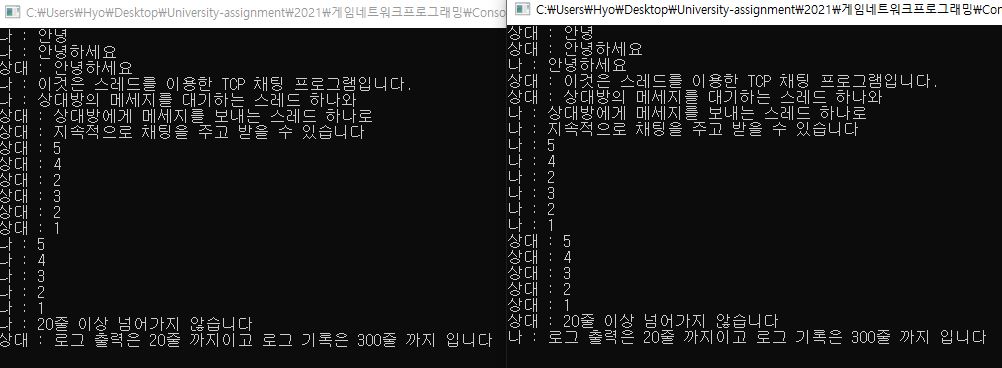 C:₩Users₩Hyo₩Desktop₩University-assignment₩2021₩게임네트워크프로그래밍₩Conso
나 : 안녕
나 : 안녕하세요
상대 : 안녕하세요
나 : 이것은 스레드를 이용한 TCP 채팅 프로그램입니다.
나 : 상대방의 메세지를 대기하는 스레드 하나와
상대 : 상대방에게 메세지를 보내는 스레드 하나로
상대 : 지속적으로 채팅을 주고 받을 수 있습니다
상대 : 5
상대 : 4
상대 : 2
상대 : 3
상대 : 2
상대 : 1
나 : 5
나 : 4
나 : 3
나 : 2
나 : 1
나 : 20줄 이상 넘어가지 않습니다
상대 : 로그 출력은 20줄 까지이고 로그 기록은 300줄 까지 입니다
C:₩Users₩Hyo₩Desktop₩University-assignment₩2021₩게임네트워크프로그래밍₩Cons
상대 : 안녕
상대 : 안녕하세요
나 : 안녕하세요
상대 : 이것은 스레드를 이용한 TCP 채팅 프로그램입니다.
상대 : 상대방의 메세지를 대기하는 스레드 하나와
나 : 상대방에게 메세지를 보내는 스레드 하나로
나 : 지속적으로 채팅을 주고 받을 수 있습니다
나 : 5
나 : 4
나 : 2
나 : 3
나 : 2
나 : 1
상대 : 5
상대 : 4
상대 : 3
상대 : 2
상대 : 1
상대 : 20줄 이상 넘어가지 않습니다
나 : 로그 출력은 20줄 까지이고 로그 기록은 300줄 까지 입니다